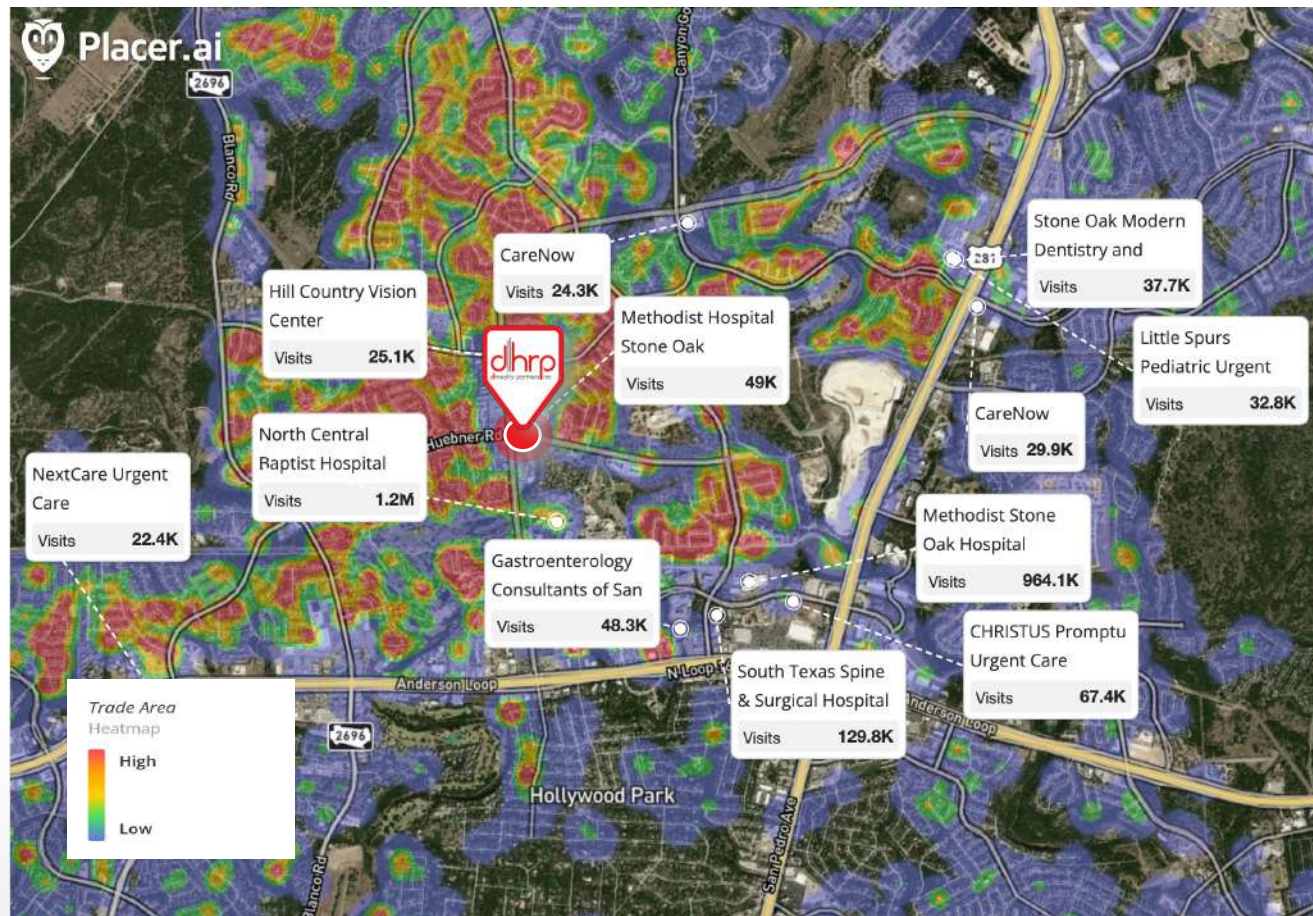 Placer.ai
2696
Blanco Rd
281
CareNow
Visits 24.3K
Stone Oak Modern
Dentistry and
Visits 37.7K
Hill Country Vision
Center
Visits 25.1K
Methodist Hospital
Stone Oak
Visits 49K
dhrp
Little Spurs
Pediatric Urgent
Visits 32.8K
North Central
Baptist Hospital
Visits 1.2M
Huebner Rd
CareNow
Visits 29.9K
NextCare Urgent
Care
Visits 22.4K
Methodist Stone
Oak Hospital
Visits 964.1K
Gastroenterology
Consultants of San
Visits 48.3K
CHRISTUS Promptu
Urgent Care
Visits 67.4K
South Texas Spine
& Surgical Hospital
Visits 129.8K
Anderson Loop
Anderson Loop
2696
Trade Area
Heatmap
High
Low
Hollywood Park
San Pedro Ave
Blanco Rd